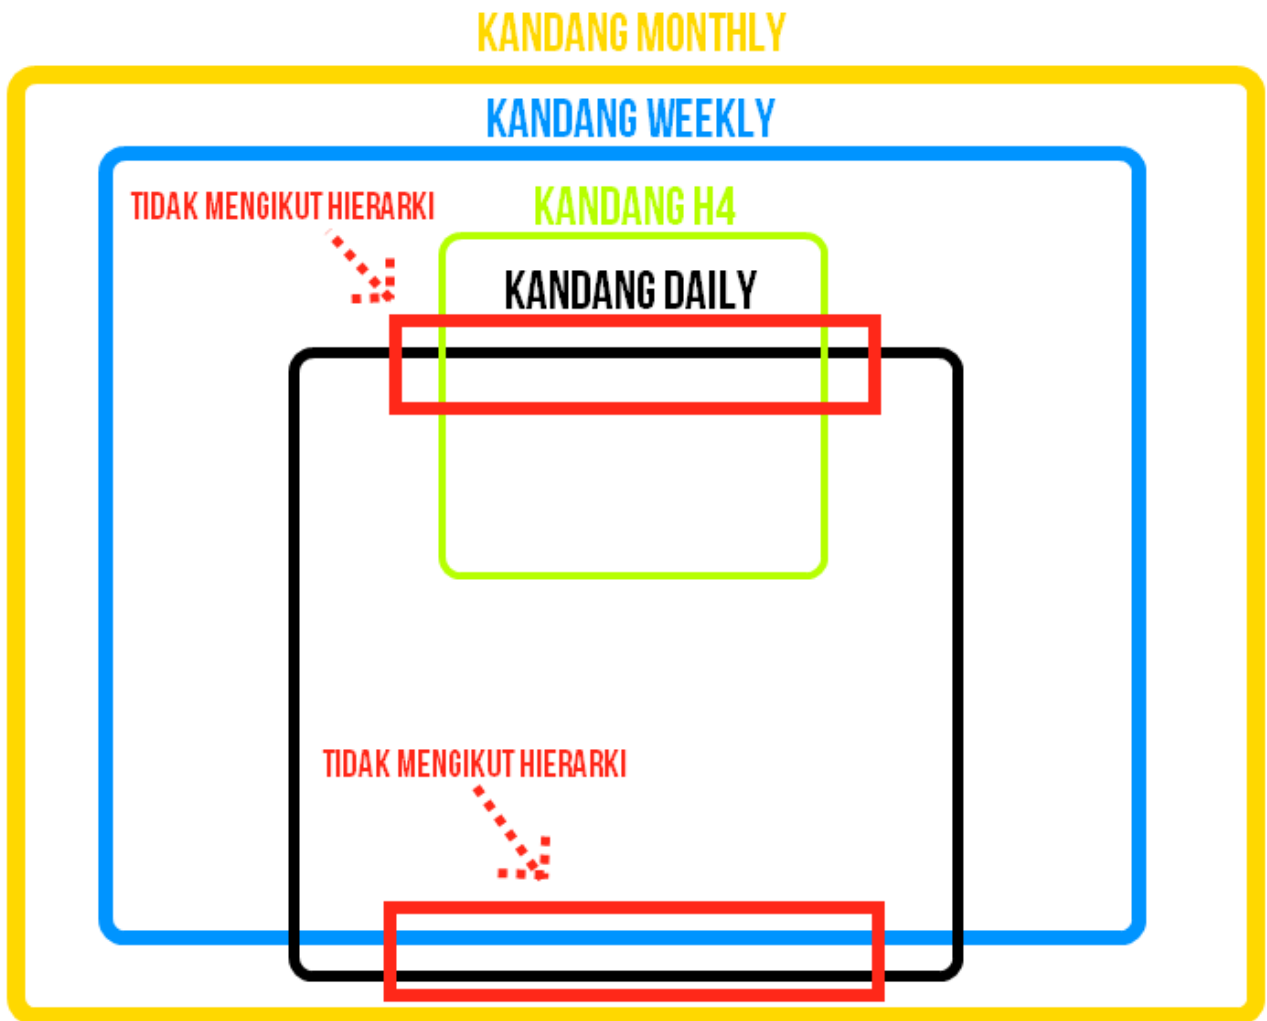 KANDANG MONTHLY
KANDANG WEEKLY
TIDAK MENGIKUT HIERARKI
KANDANG H4
KANDANG DAILY
TIDAK MENGIKUT HIERARKI